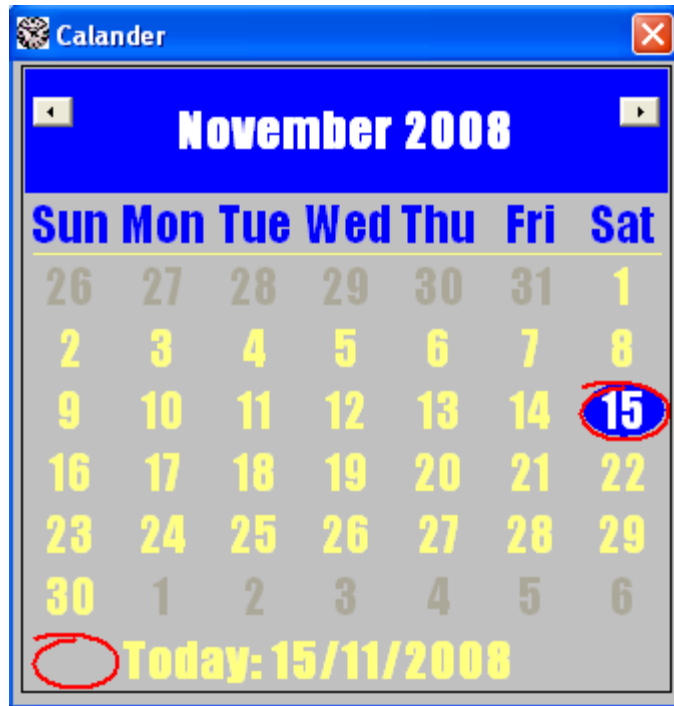 Calander
November 2008
Sun Mon Tue Wed Thu Fri Sat
26 27 28 29 30 31 1
2 3 4 5 6 7 8
9 10 11 12 13 14 15
16 17 18 19 20 21 22
23 24 25 26 27 28 29
30 1 2 3 4 5 6
Today: 15/11/2008